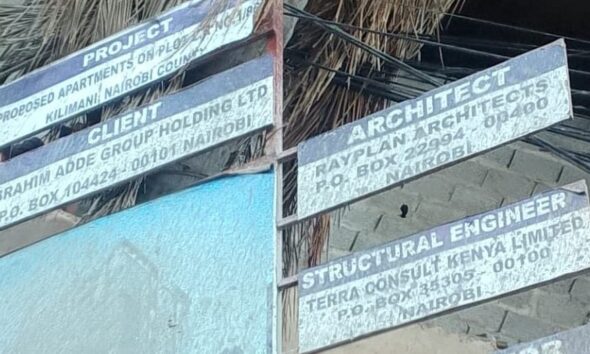 PROJECT
PROPOSED APARTMENTS ON PLOT
KILIMANI, NAIROBI COUNTY
CLIENT
BRAHIM ADDE GROUP HOLDING LTD
P.O. BOX 104424 - 00101 NAIROBI
ARCHITECT
RAYPLAN ARCHITECTS
P.O. BOX 22994 - 00400
NAIROBI
STRUCTURAL ENGINEER
TERRA CONSULT KENYA LIMITED
P.O. BOX 35305 - 00100
NAIROBI